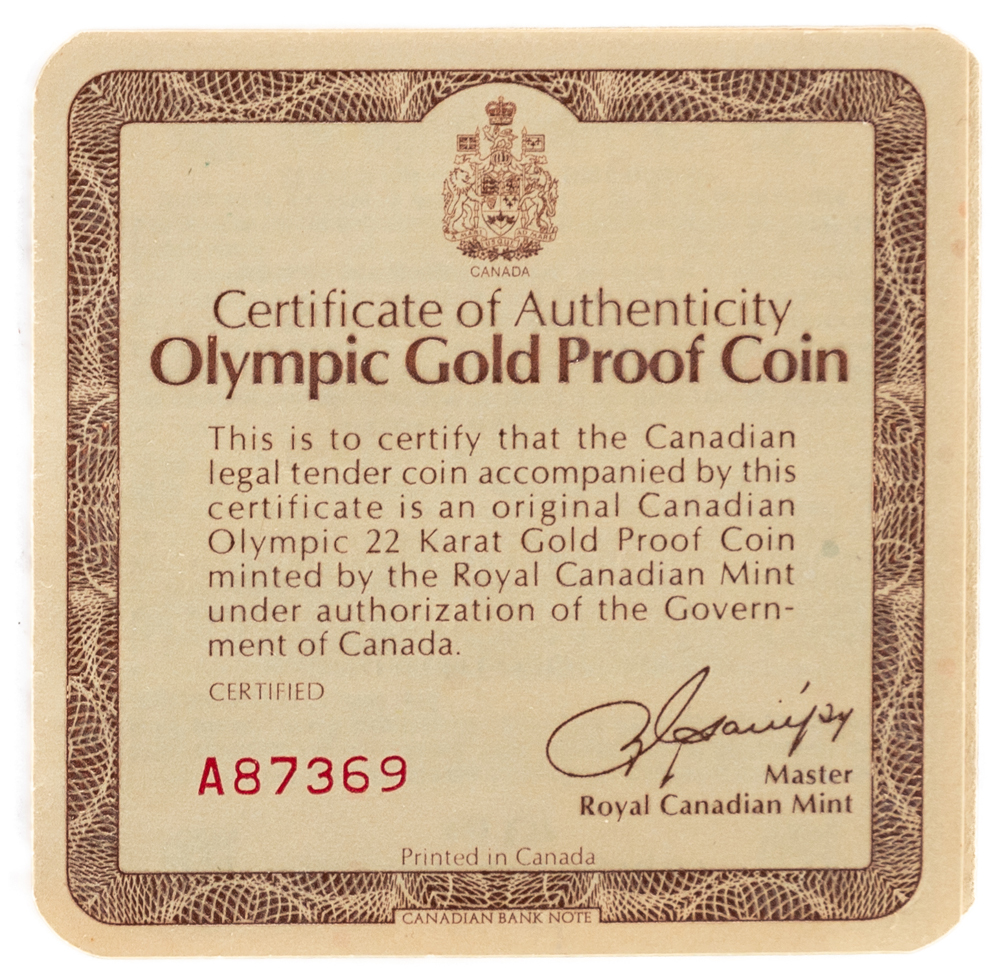 CANADA
Certificate of Authenticity
Olympic Gold Proof Coin
This is to certify that the Canadian
legal tender coin accompanied by this
certificate is an original Canadian
Olympic 22 Karat Gold Proof Coin
minted by the Royal Canadian Mint
under authorization of the Govern-
ment of Canada.
CERTIFIED
A87369
Master
Royal Canadian Mint
Printed in Canada
CANADIAN BANK NOTE